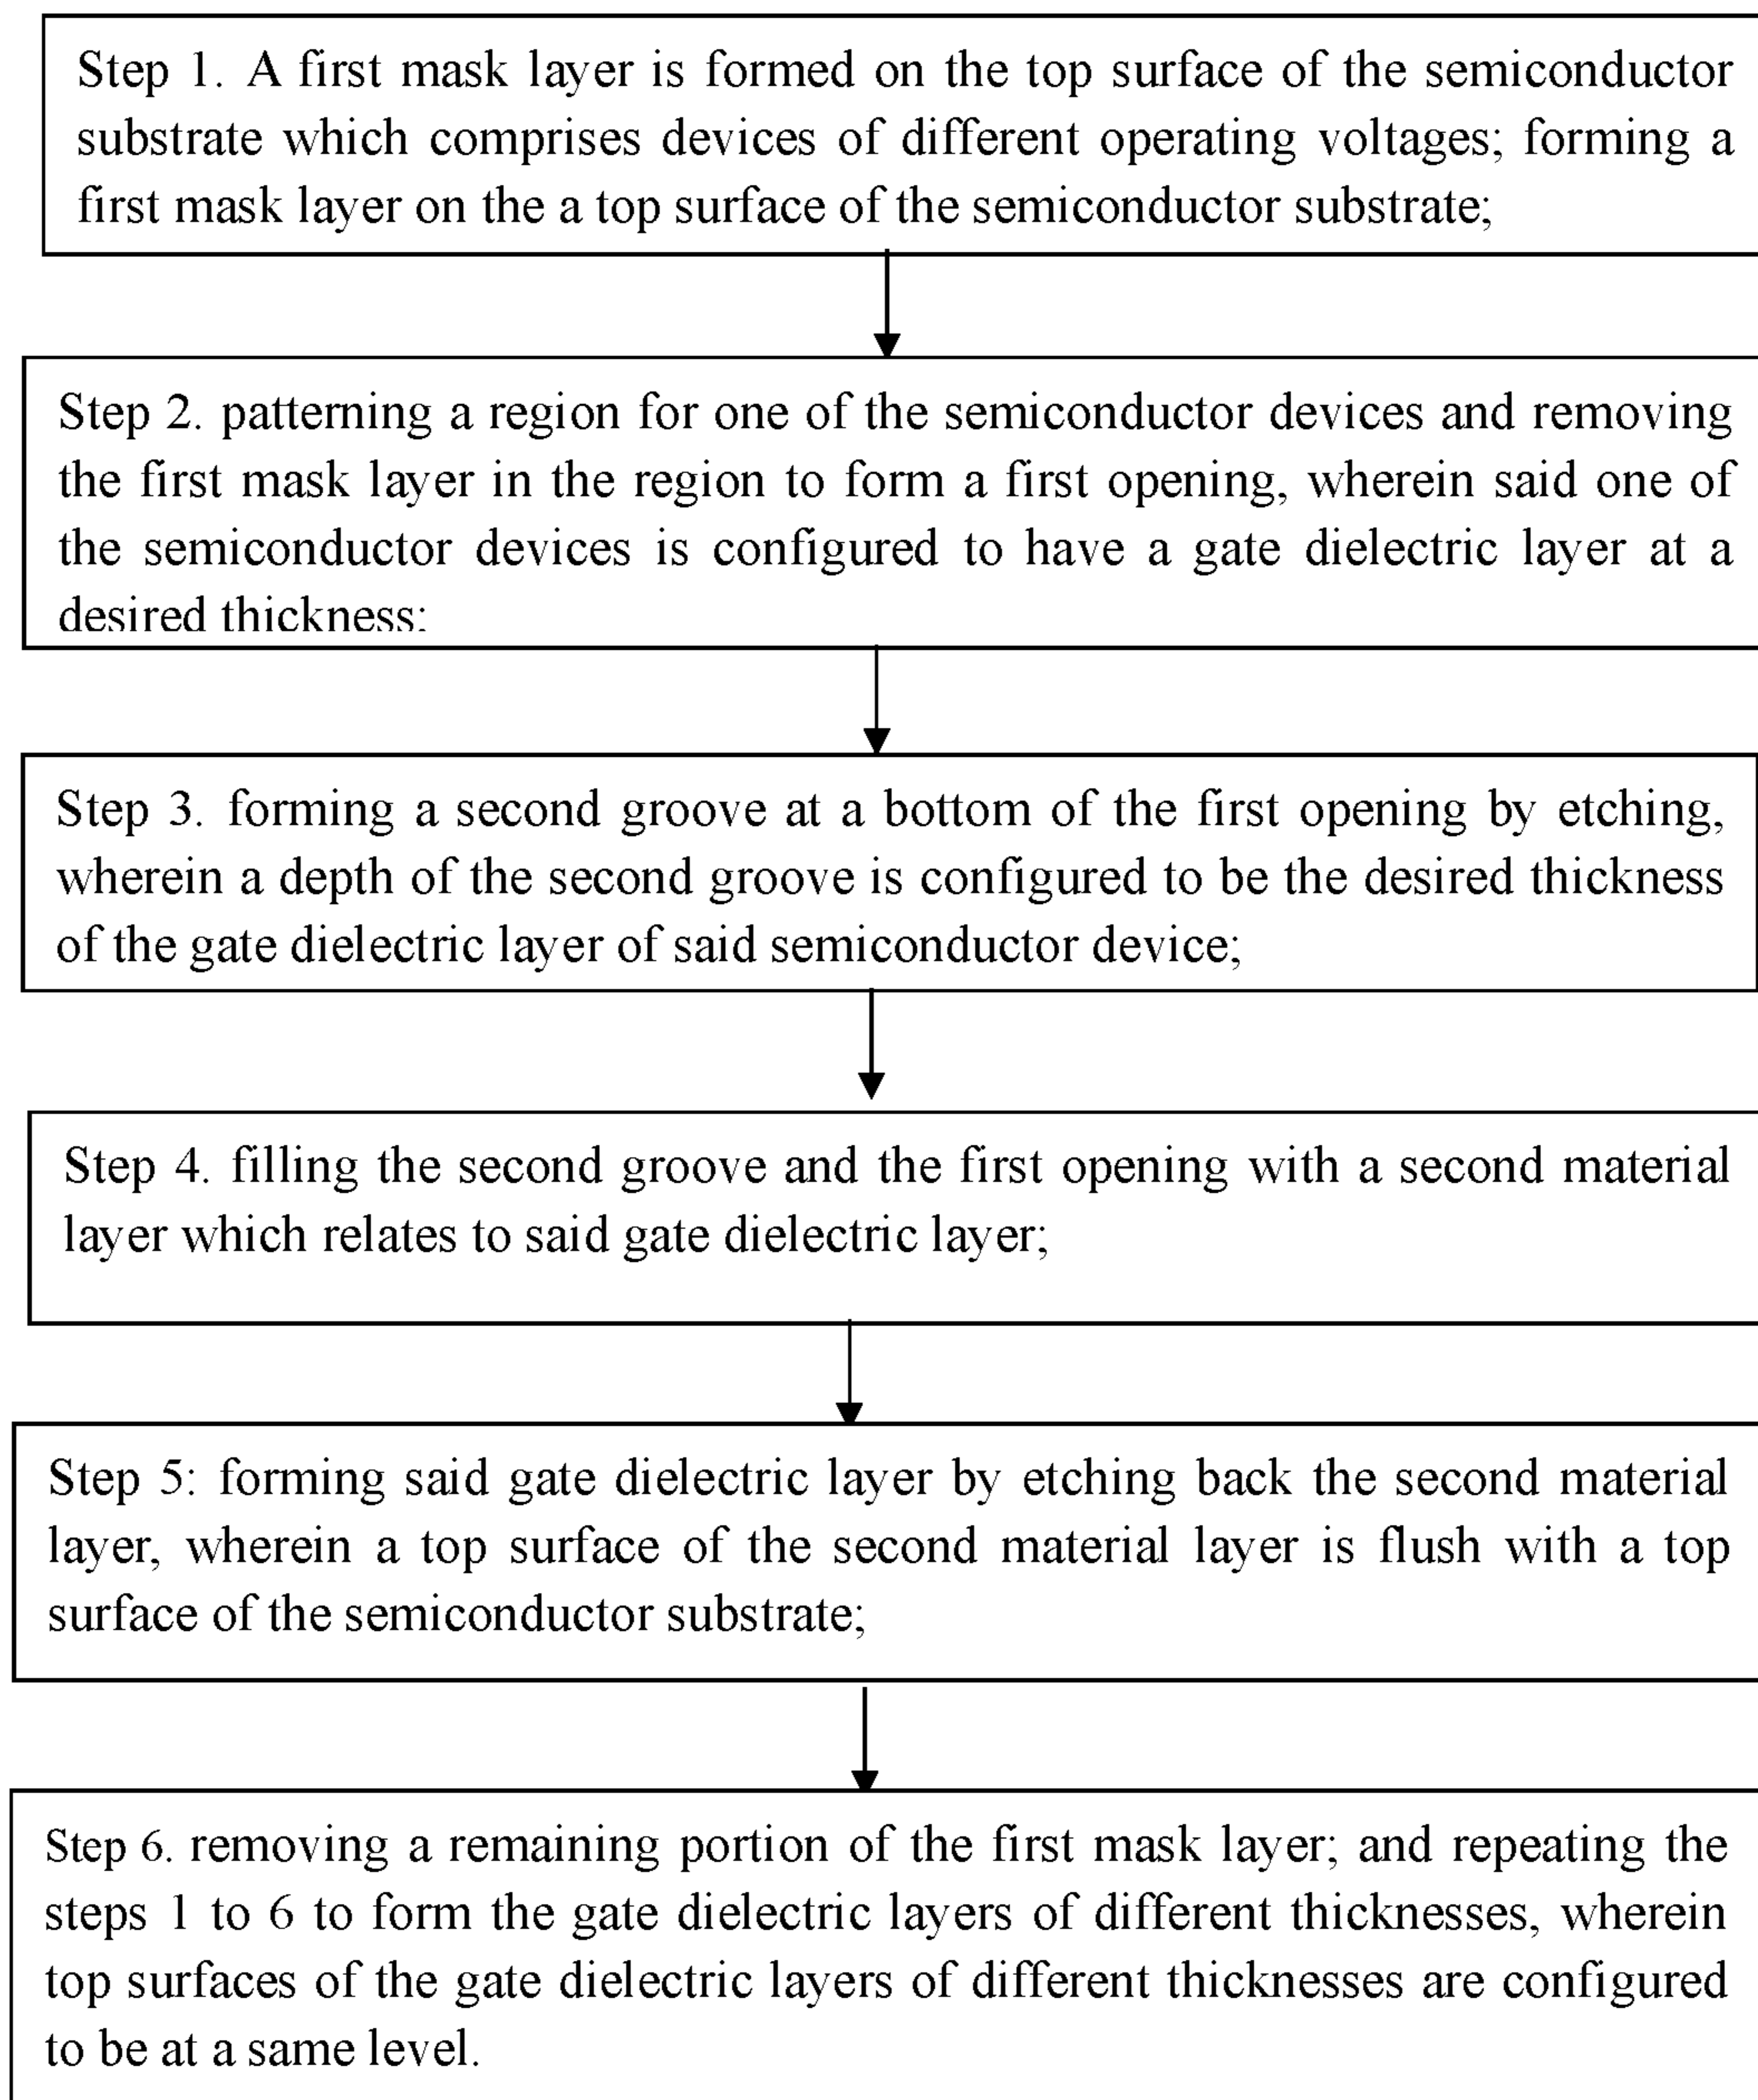 Step 1. A first mask layer is formed on the top surface of the semiconductor
substrate which comprises devices of different operating voltages; forming a
first mask layer on the a top surface of the semiconductor substrate;
Step 2. patterning a region for one of the semiconductor devices and removing
the first mask layer in the region to form a first opening, wherein said one of
the semiconductor devices is configured to have a gate dielectric layer at a
desired thickness;
Step 3. forming a second groove at a bottom of the first opening by etching,
wherein a depth of the second groove is configured to be the desired thickness
of the gate dielectric layer of said semiconductor device;
Step 4. filling the second groove and the first opening with a second material
layer which relates to said gate dielectric layer;
Step 5: forming said gate dielectric layer by etching back the second material
layer, wherein a top surface of the second material layer is flush with a top
surface of the semiconductor substrate;
Step 6. removing a remaining portion of the first mask layer; and repeating the
steps 1 to 6 to form the gate dielectric layers of different thicknesses, wherein
top surfaces of the gate dielectric layers of different thicknesses are configured
to be at a same level.